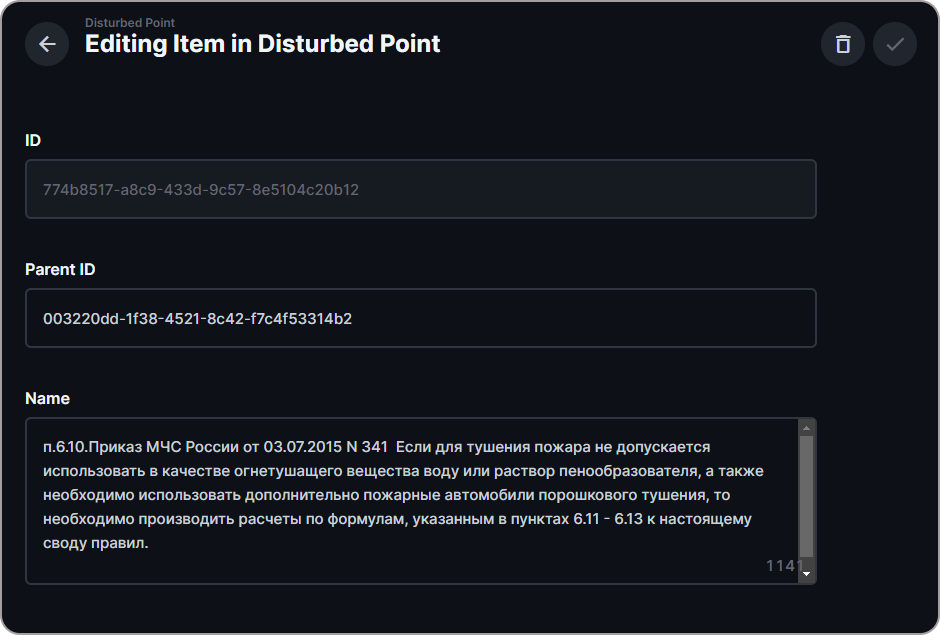 Disturbed Point
Editing Item in Disturbed Point
ID
774b8517-a8c9-433d-9c57-8e5104c20b12
Parent ID
003220dd-1f38-4521-8c42-f7c4f53314b2
Name
п.6.10.Приказ МЧС России от 03.07.2015 N 341  Если для тушения пожара не допускается
использовать в качестве огнетушащего вещества воду или раствор пенообразователя, а также
необходимо использовать дополнительно пожарные автомобили порошкового тушения, то
необходимо производить расчеты по формулам, указанным в пунктах 6.11 - 6.13 к настоящему
своду правил.
1141